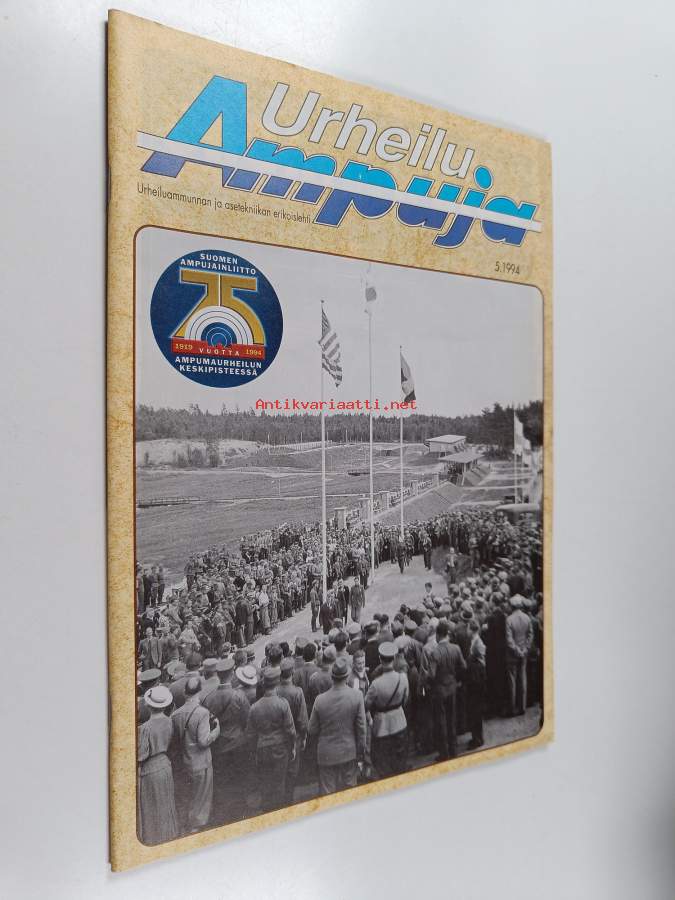 Urheilu
Ampuja
Urheiluammunnan ja asetekniikan erikoislehti
5.1994
SUOMEN
AMPUJAINLIITTO
75
1919 VUOTTA 1994
AMPUMAURHEILUN
KESKIPISTEESSÄ
Antikvariaatti.net